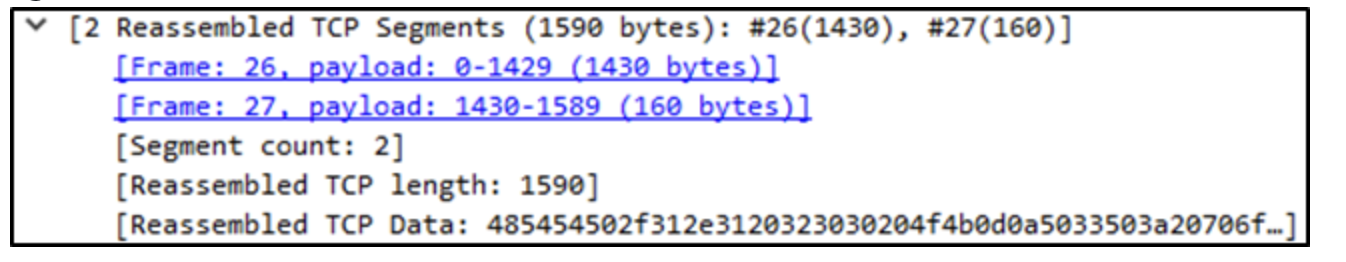 [2 Reassembled TCP Segments (1590 bytes): #26(1430), #27(160)]
[Frame: 26, payload: 0-1429 (1430 bytes)]
[Frame: 27, payload: 1430-1589 (160 bytes)]
[Segment count: 2]
[Reassembled TCP length: 1590]
[Reassembled TCP Data: 485454502f312e3120323030204f4b0d0a5033503a20706f…]